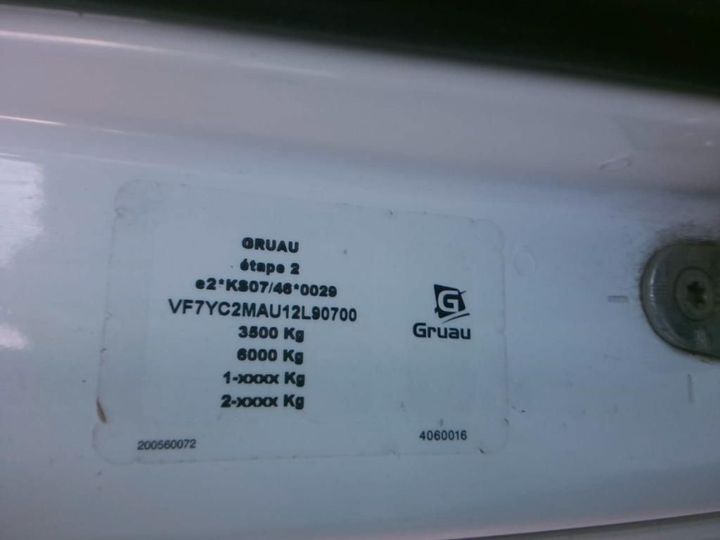 GRUAU
étape 2
e2*KS07/46*0029
VF7YC2MAU12L90700
3500 Kg
6000 Kg
1-xxxx Kg
2-xxxx Kg
G
Gruau
200560072
4060016